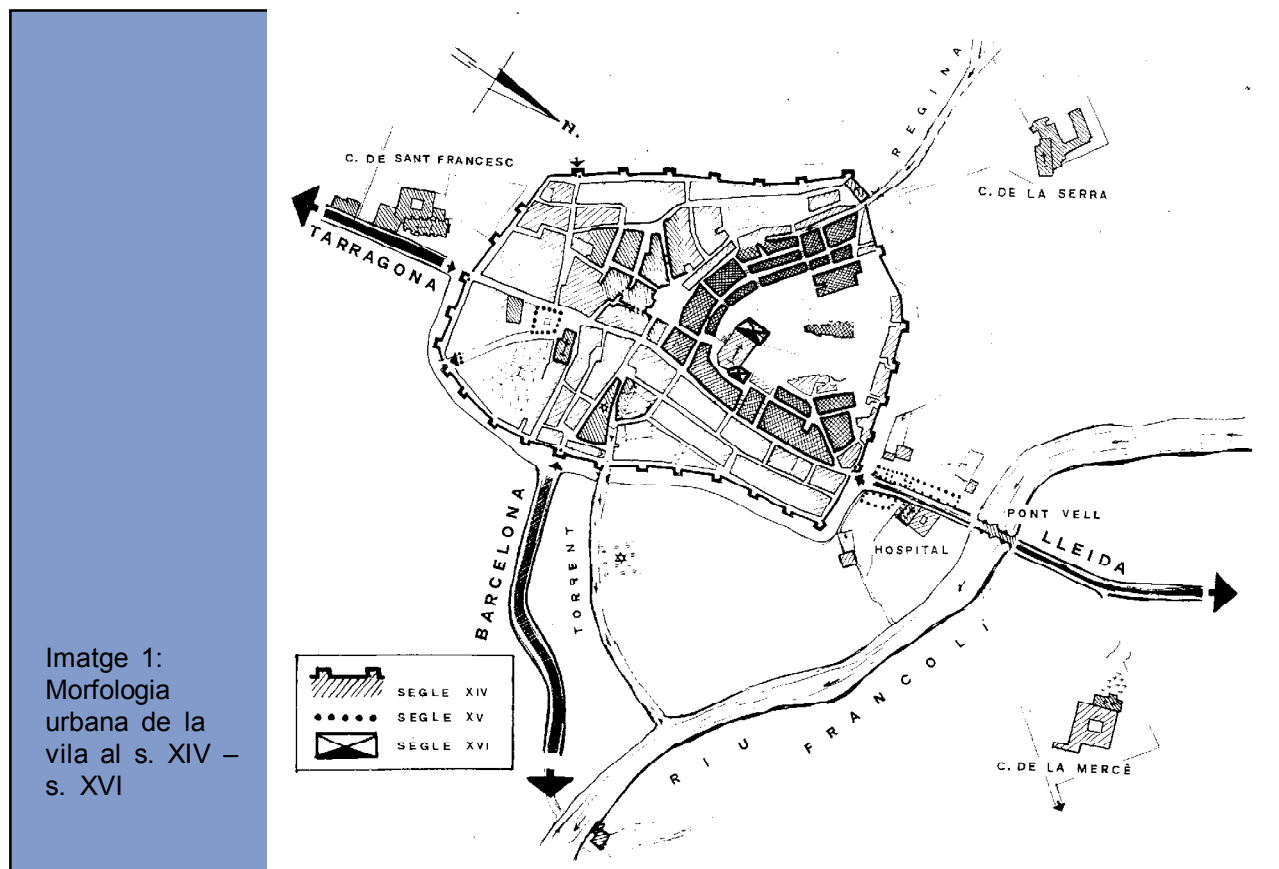 N.
REGINA
C. DE SANT FRANCESC
C. DE LA SERRA
TARRAGONA
PONT VELL
HOSPITAL
LLEIDA
BARCELONA
TORRENT
RIU FRANCOLÍ
C. DE LA MERCÈ
SEGLE XIV
SEGLE XV
SEGLE XVI
Imatge 1:
Morfologia
urbana de la
vila al s. XIV –
s. XVI